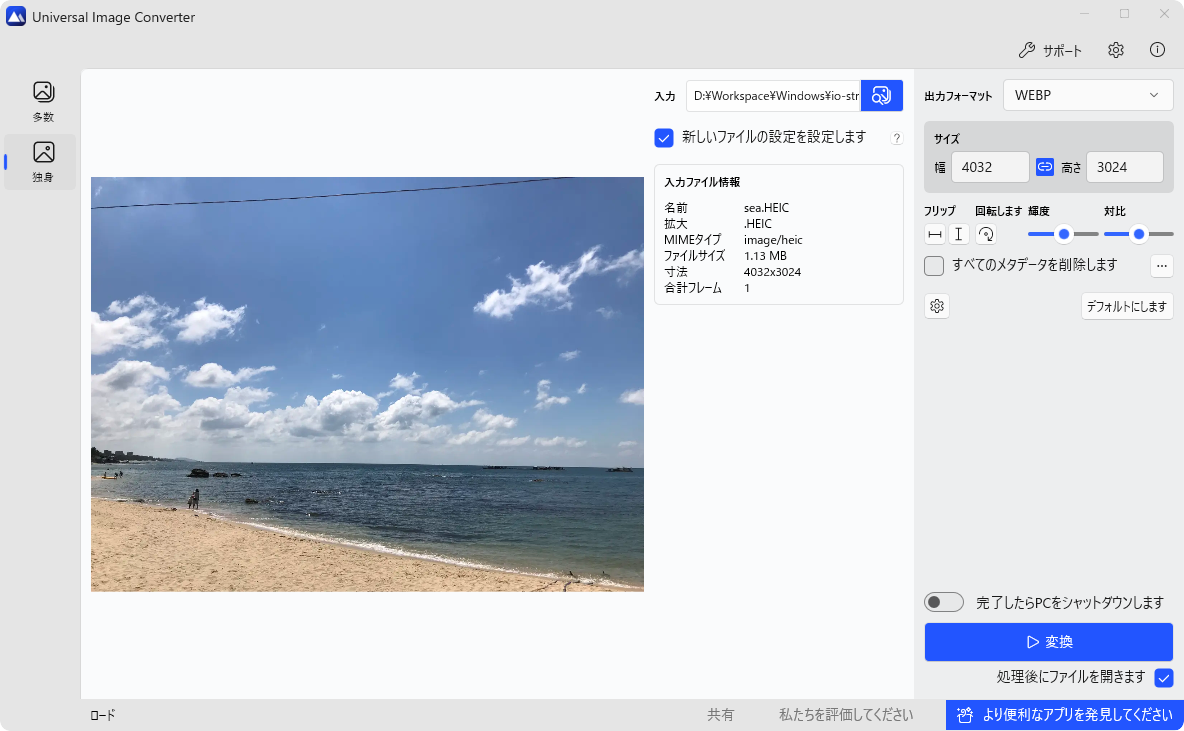 Universal Image Converter
サポート
多数
独身
入力 D:¥Workspace¥Windows¥io-str
新しいファイルの設定を設定します ?
入力ファイル情報
名前 sea.HEIC
拡大 .HEIC
MIMEタイプ image/heic
ファイルサイズ 1.13 MB
寸法 4032x3024
合計フレーム 1
出力フォーマット WEBP
サイズ
幅 4032 高さ 3024
フリップ 回転します 輝度 対比
すべてのメタデータを削除します ...
デフォルトにします
完了したらPCをシャットダウンします
変換
処理後にファイルを開きます
ロード 共有 私たちを評価してください より便利なアプリを発見してください